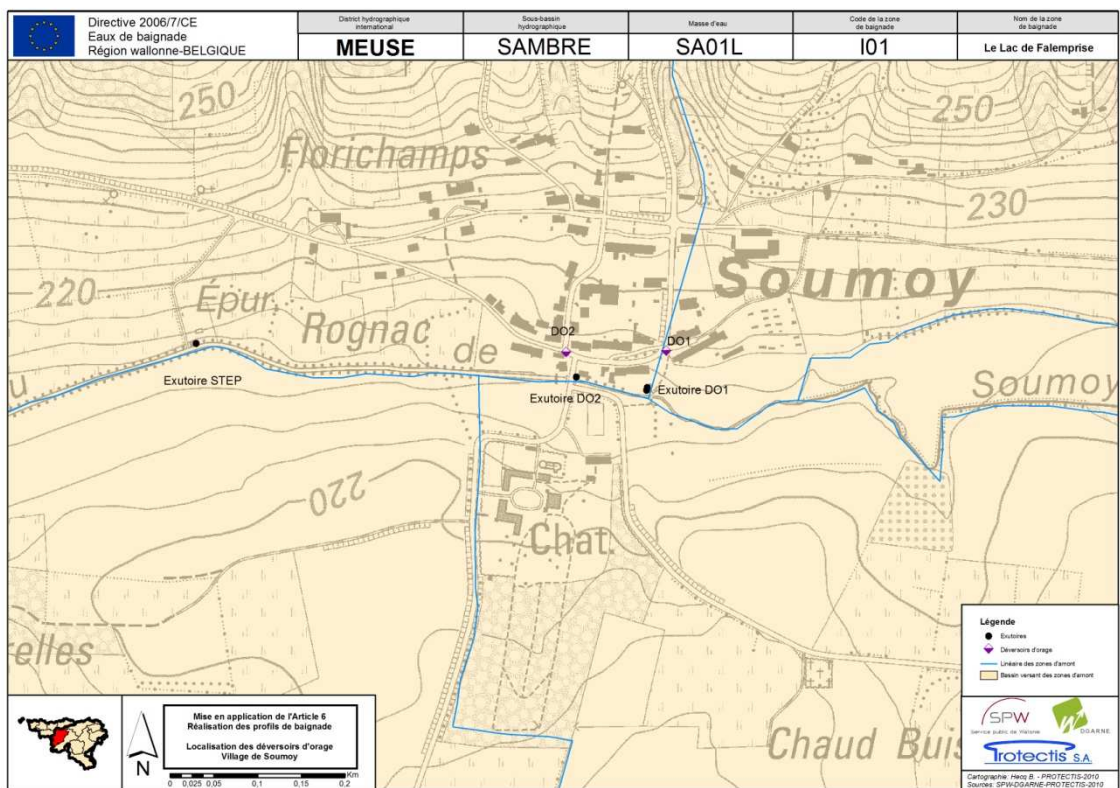 Directive 2006/7/CE
Eaux de baignade
Région wallonne-BELGIQUE
District hydrographique
international
MEUSE
Sous-bassin
hydrographique
SAMBRE
Masse d'eau
SA01L
Code de la zone
de baignade
I01
Nom de la zone
de baignade
Le Lac de Falemprise
250
250
Florichamps
230
220
Soumoy
Épur.
Rognac de
DO2
DO1
Exutoire STEP
Exutoire DO2
Exutoire DO1
Soumoy
u
220
Chat.
relles
Chaud Buis
Légende
Exutoires
Déversoirs d'orage
Linéaire des zones d'amont
Bassin versant des zones d'amont
SPW
Service public de Wallonie
DGARNE
Protectis S.A.
Cartographie: Hecq B. - PROTECTIS-2010
Sources: SPW-DGARNE-PROTECTIS-2010
N
Mise en application de l'Article 6
Réalisation des profils de baignade
Localisation des déversoirs d'orage
Village de Soumoy
Km
0 0,025 0,05 0,1 0,15 0,2